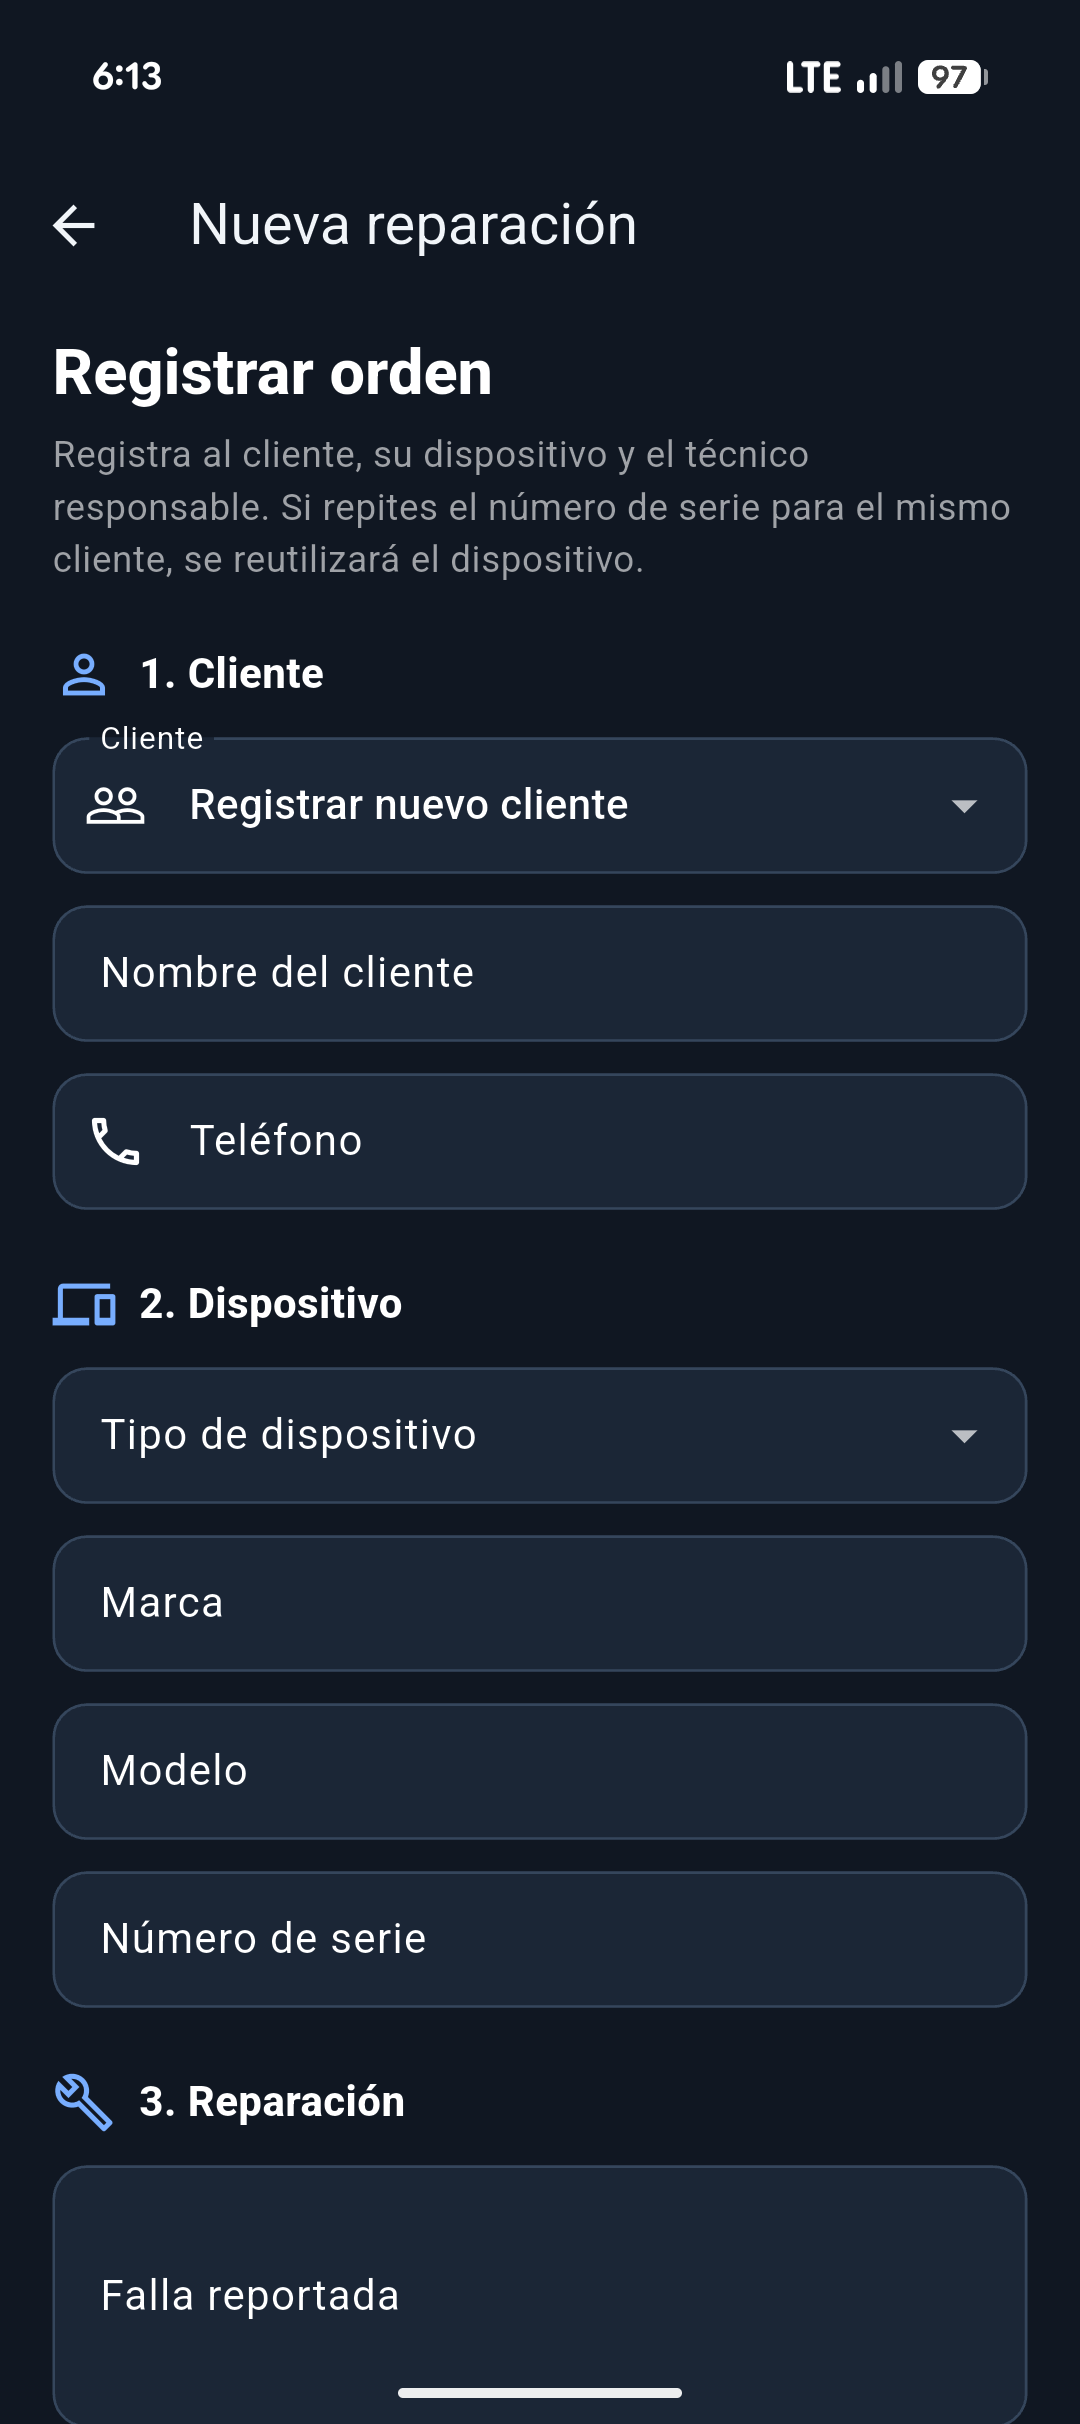 6:13
LTE
97
Nueva reparación
Registrar orden
Registra al cliente, su dispositivo y el técnico
responsable. Si repites el número de serie para el mismo
cliente, se reutilizará el dispositivo.
1. Cliente
Cliente
Registrar nuevo cliente
Nombre del cliente
Teléfono
2. Dispositivo
Tipo de dispositivo
Marca
Modelo
Número de serie
3. Reparación
Falla reportada